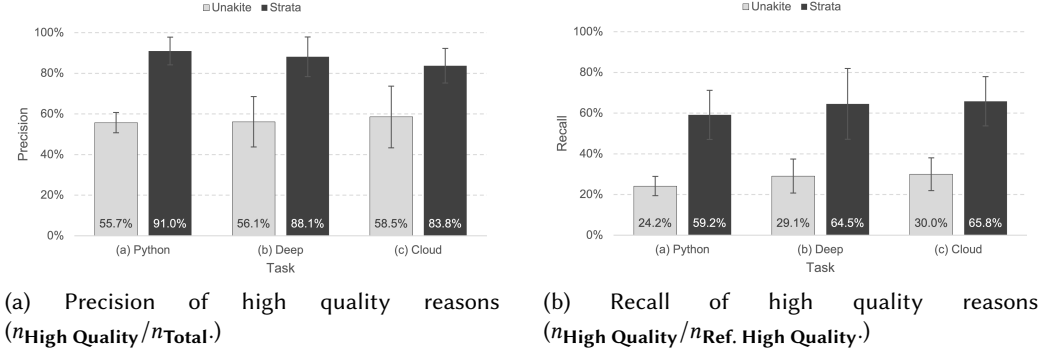 Unakite Strata
100%
80%
60%
40%
20%
0%
Precision
55.7% 91.0% 56.1% 88.1% 58.5% 83.8%
(a) Python (b) Deep (c) Cloud
Task
(a) Precision of high quality reasons
(nHigh Quality/nTotal.)
Unakite Strata
100%
80%
60%
40%
20%
0%
Recall
24.2% 59.2% 29.1% 64.5% 30.0% 65.8%
(a) Python (b) Deep (c) Cloud
Task
(b) Recall of high quality reasons
(nHigh Quality/nRef. High Quality.)